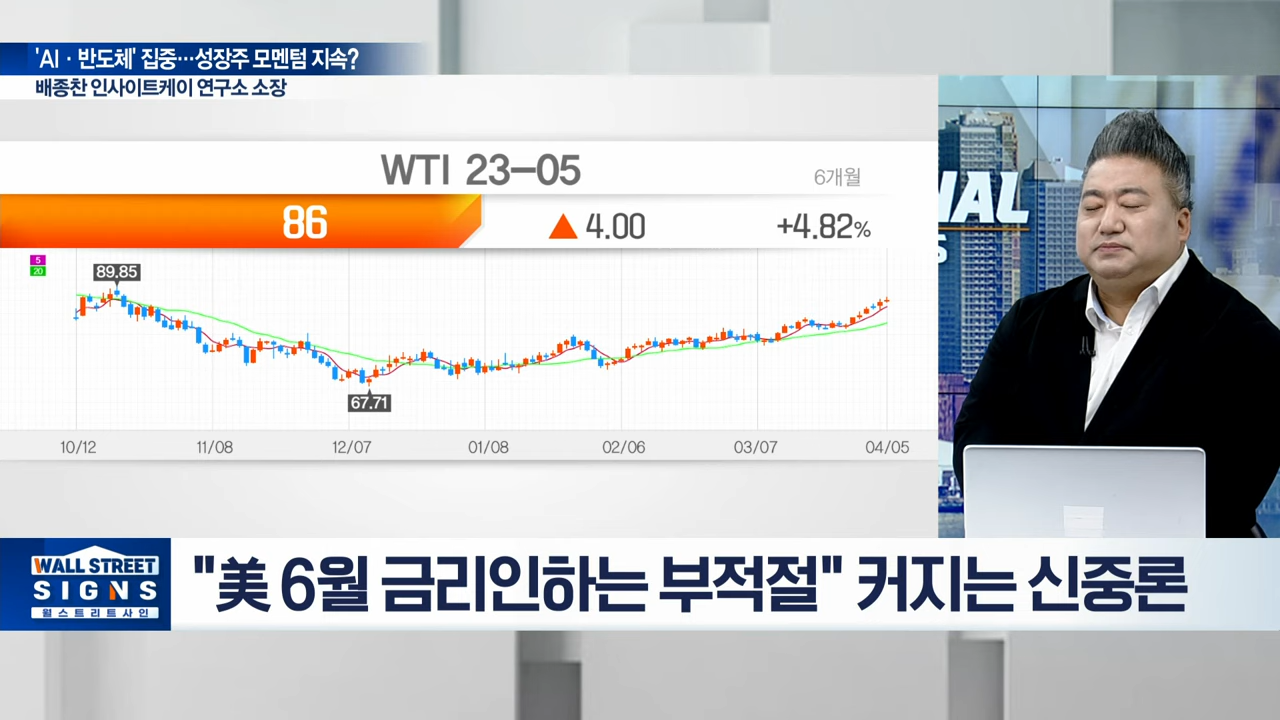 'AI·반도체' 집중…성장주 모멘텀 지속?
배종찬 인사이트케이 연구소 소장
WTI 23-05
6개월
86
▲ 4.00
+4.82%
5
20
89.85
67.71
10/12
11/08
12/07
01/08
02/06
03/07
04/05
NAL
S
WALL STREET
SIGNS
월스트리트사인
"美 6월 금리인하는 부적절" 커지는 신중론